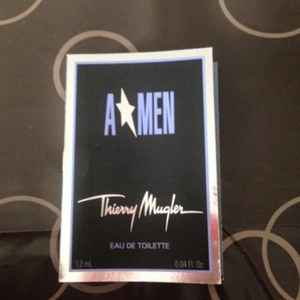 A★MEN
Thierry Mugler
EAU DE TOILETTE
1.2 mL 0.04 Fl. Oz